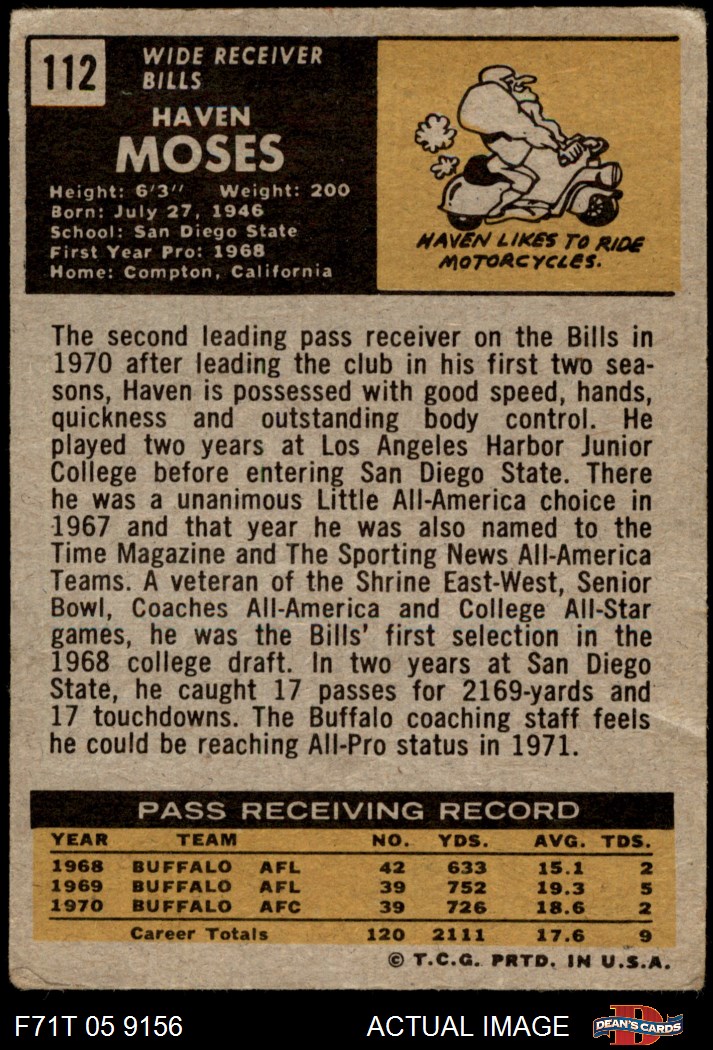 112
WIDE RECEIVER
BILLS
HAVEN
MOSES
Height: 6'3" Weight: 200
Born: July 27, 1946
School: San Diego State
First Year Pro: 1968
Home: Compton, California
HAVEN LIKES TO RIDE
MOTORCYCLES.
The second leading pass receiver on the Bills in
1970 after leading the club in his first two sea-
sons, Haven is possessed with good speed, hands,
quickness and outstanding body control. He
played two years at Los Angeles Harbor Junior
College before entering San Diego State. There
he was a unanimous Little All-America choice in
1967 and that year he was also named to the
Time Magazine and The Sporting News All-America
Teams. A veteran of the Shrine East-West, Senior
Bowl, Coaches All-America and College All-Star
games, he was the Bills' first selection in the
1968 college draft. In two years at San Diego
State, he caught 17 passes for 2169-yards and
17 touchdowns. The Buffalo coaching staff feels
he could be reaching All-Pro status in 1971.
PASS RECEIVING RECORD
YEAR TEAM NO. YDS. AVG. TDS.
1968 BUFFALO AFL 42 633 15.1 2
1969 BUFFALO AFL 39 752 19.3 5
1970 BUFFALO AFC 39 726 18.6 2
Career Totals 120 2111 17.6 9
© T.C.G. PRTD. IN U.S.A.
F71T 05 9156 ACTUAL IMAGE
D
DEAN'S CARDS